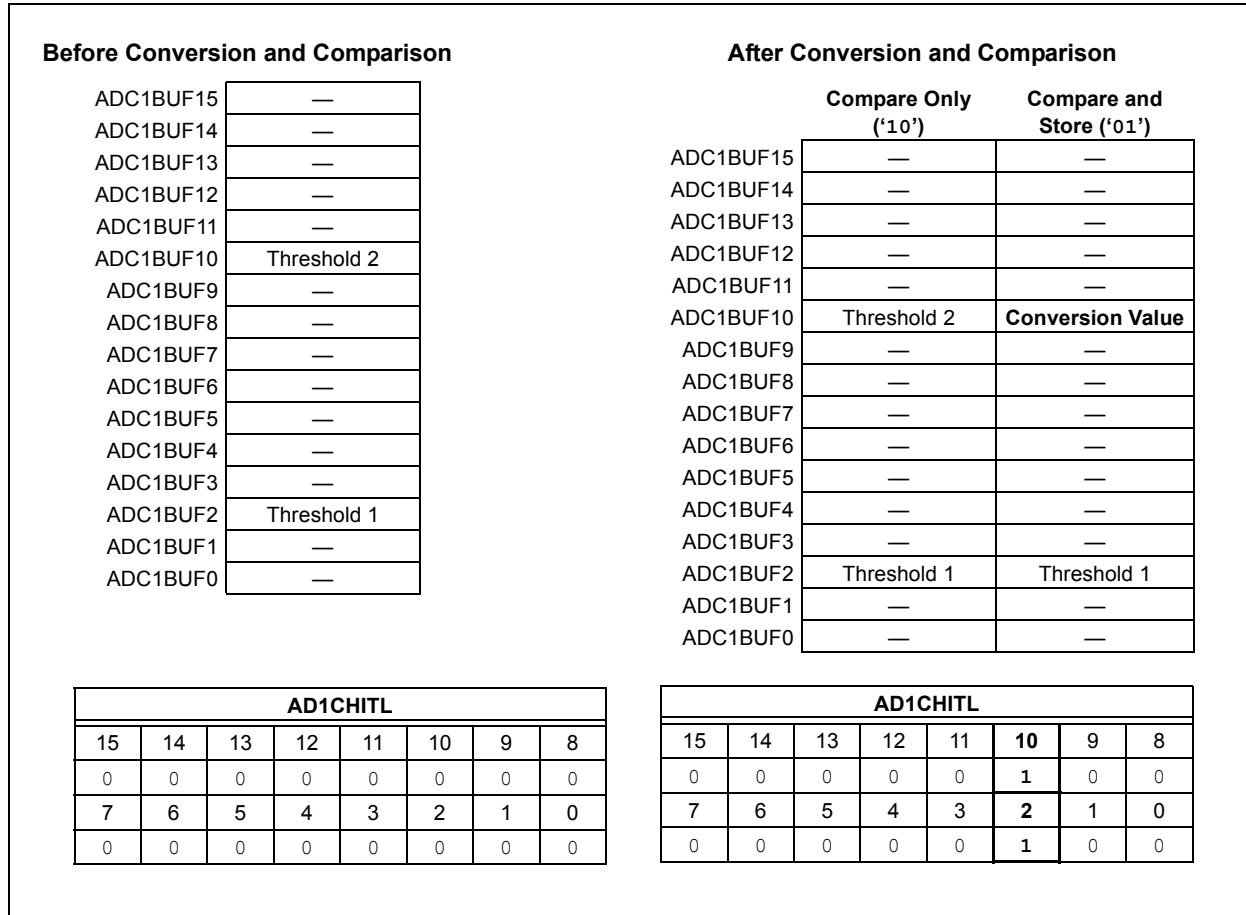 Before Conversion and Comparison
ADC1BUF15 —
ADC1BUF14 —
ADC1BUF13 —
ADC1BUF12 —
ADC1BUF11 —
ADC1BUF10 Threshold 2
ADC1BUF9 —
ADC1BUF8 —
ADC1BUF7 —
ADC1BUF6 —
ADC1BUF5 —
ADC1BUF4 —
ADC1BUF3 —
ADC1BUF2 Threshold 1
ADC1BUF1 —
ADC1BUF0 —
AD1CHITL
15 14 13 12 11 10 9 8
0 0 0 0 0 0 0 0
7 6 5 4 3 2 1 0
0 0 0 0 0 0 0 0
After Conversion and Comparison
Compare Only Compare and
('10') Store ('01')
ADC1BUF15 — —
ADC1BUF14 — —
ADC1BUF13 — —
ADC1BUF12 — —
ADC1BUF11 — —
ADC1BUF10 Threshold 2 Conversion Value
ADC1BUF9 — —
ADC1BUF8 — —
ADC1BUF7 — —
ADC1BUF6 — —
ADC1BUF5 — —
ADC1BUF4 — —
ADC1BUF3 — —
ADC1BUF2 Threshold 1 Threshold 1
ADC1BUF1 — —
ADC1BUF0 — —
AD1CHITL
15 14 13 12 11 10 9 8
0 0 0 0 0 1 0 0
7 6 5 4 3 2 1 0
0 0 0 0 0 1 0 0